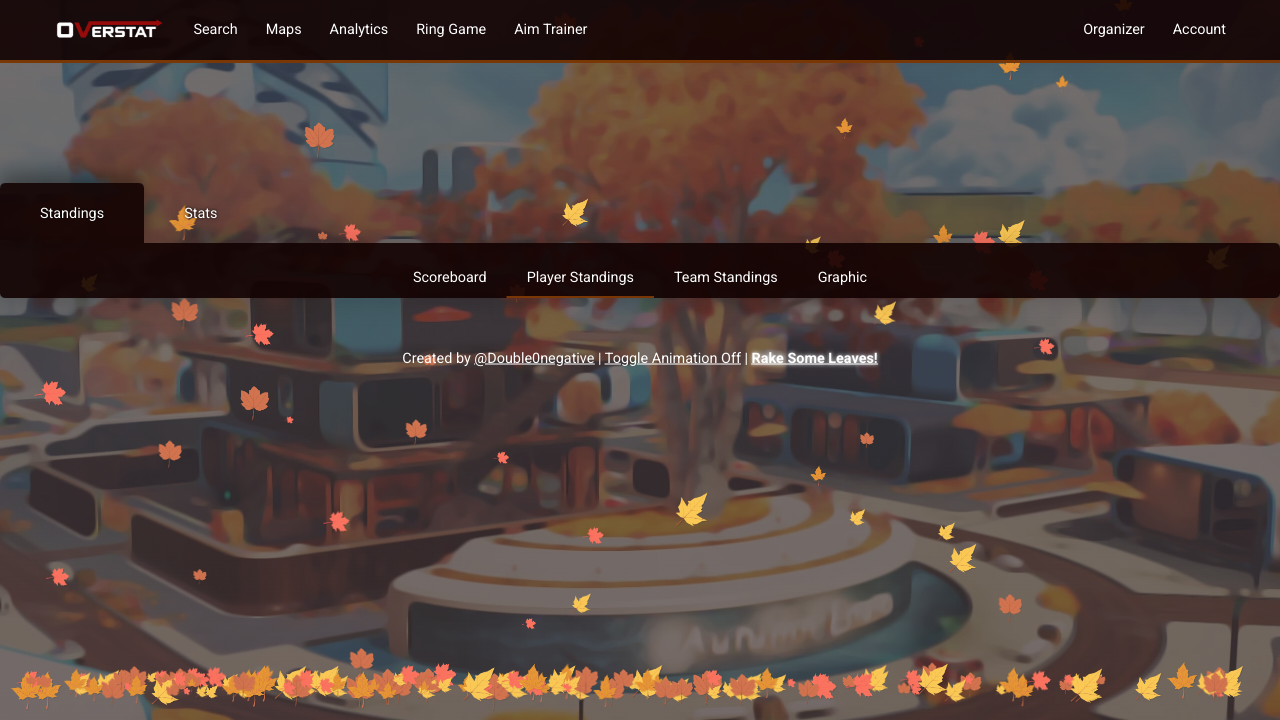 OVERSTAT Search Maps Analytics Ring Game Aim Trainer Organizer Account
Standings Stats
Scoreboard Player Standings Team Standings Graphic
Created by @Double0negative | Toggle Animation Off | Rake Some Leaves!